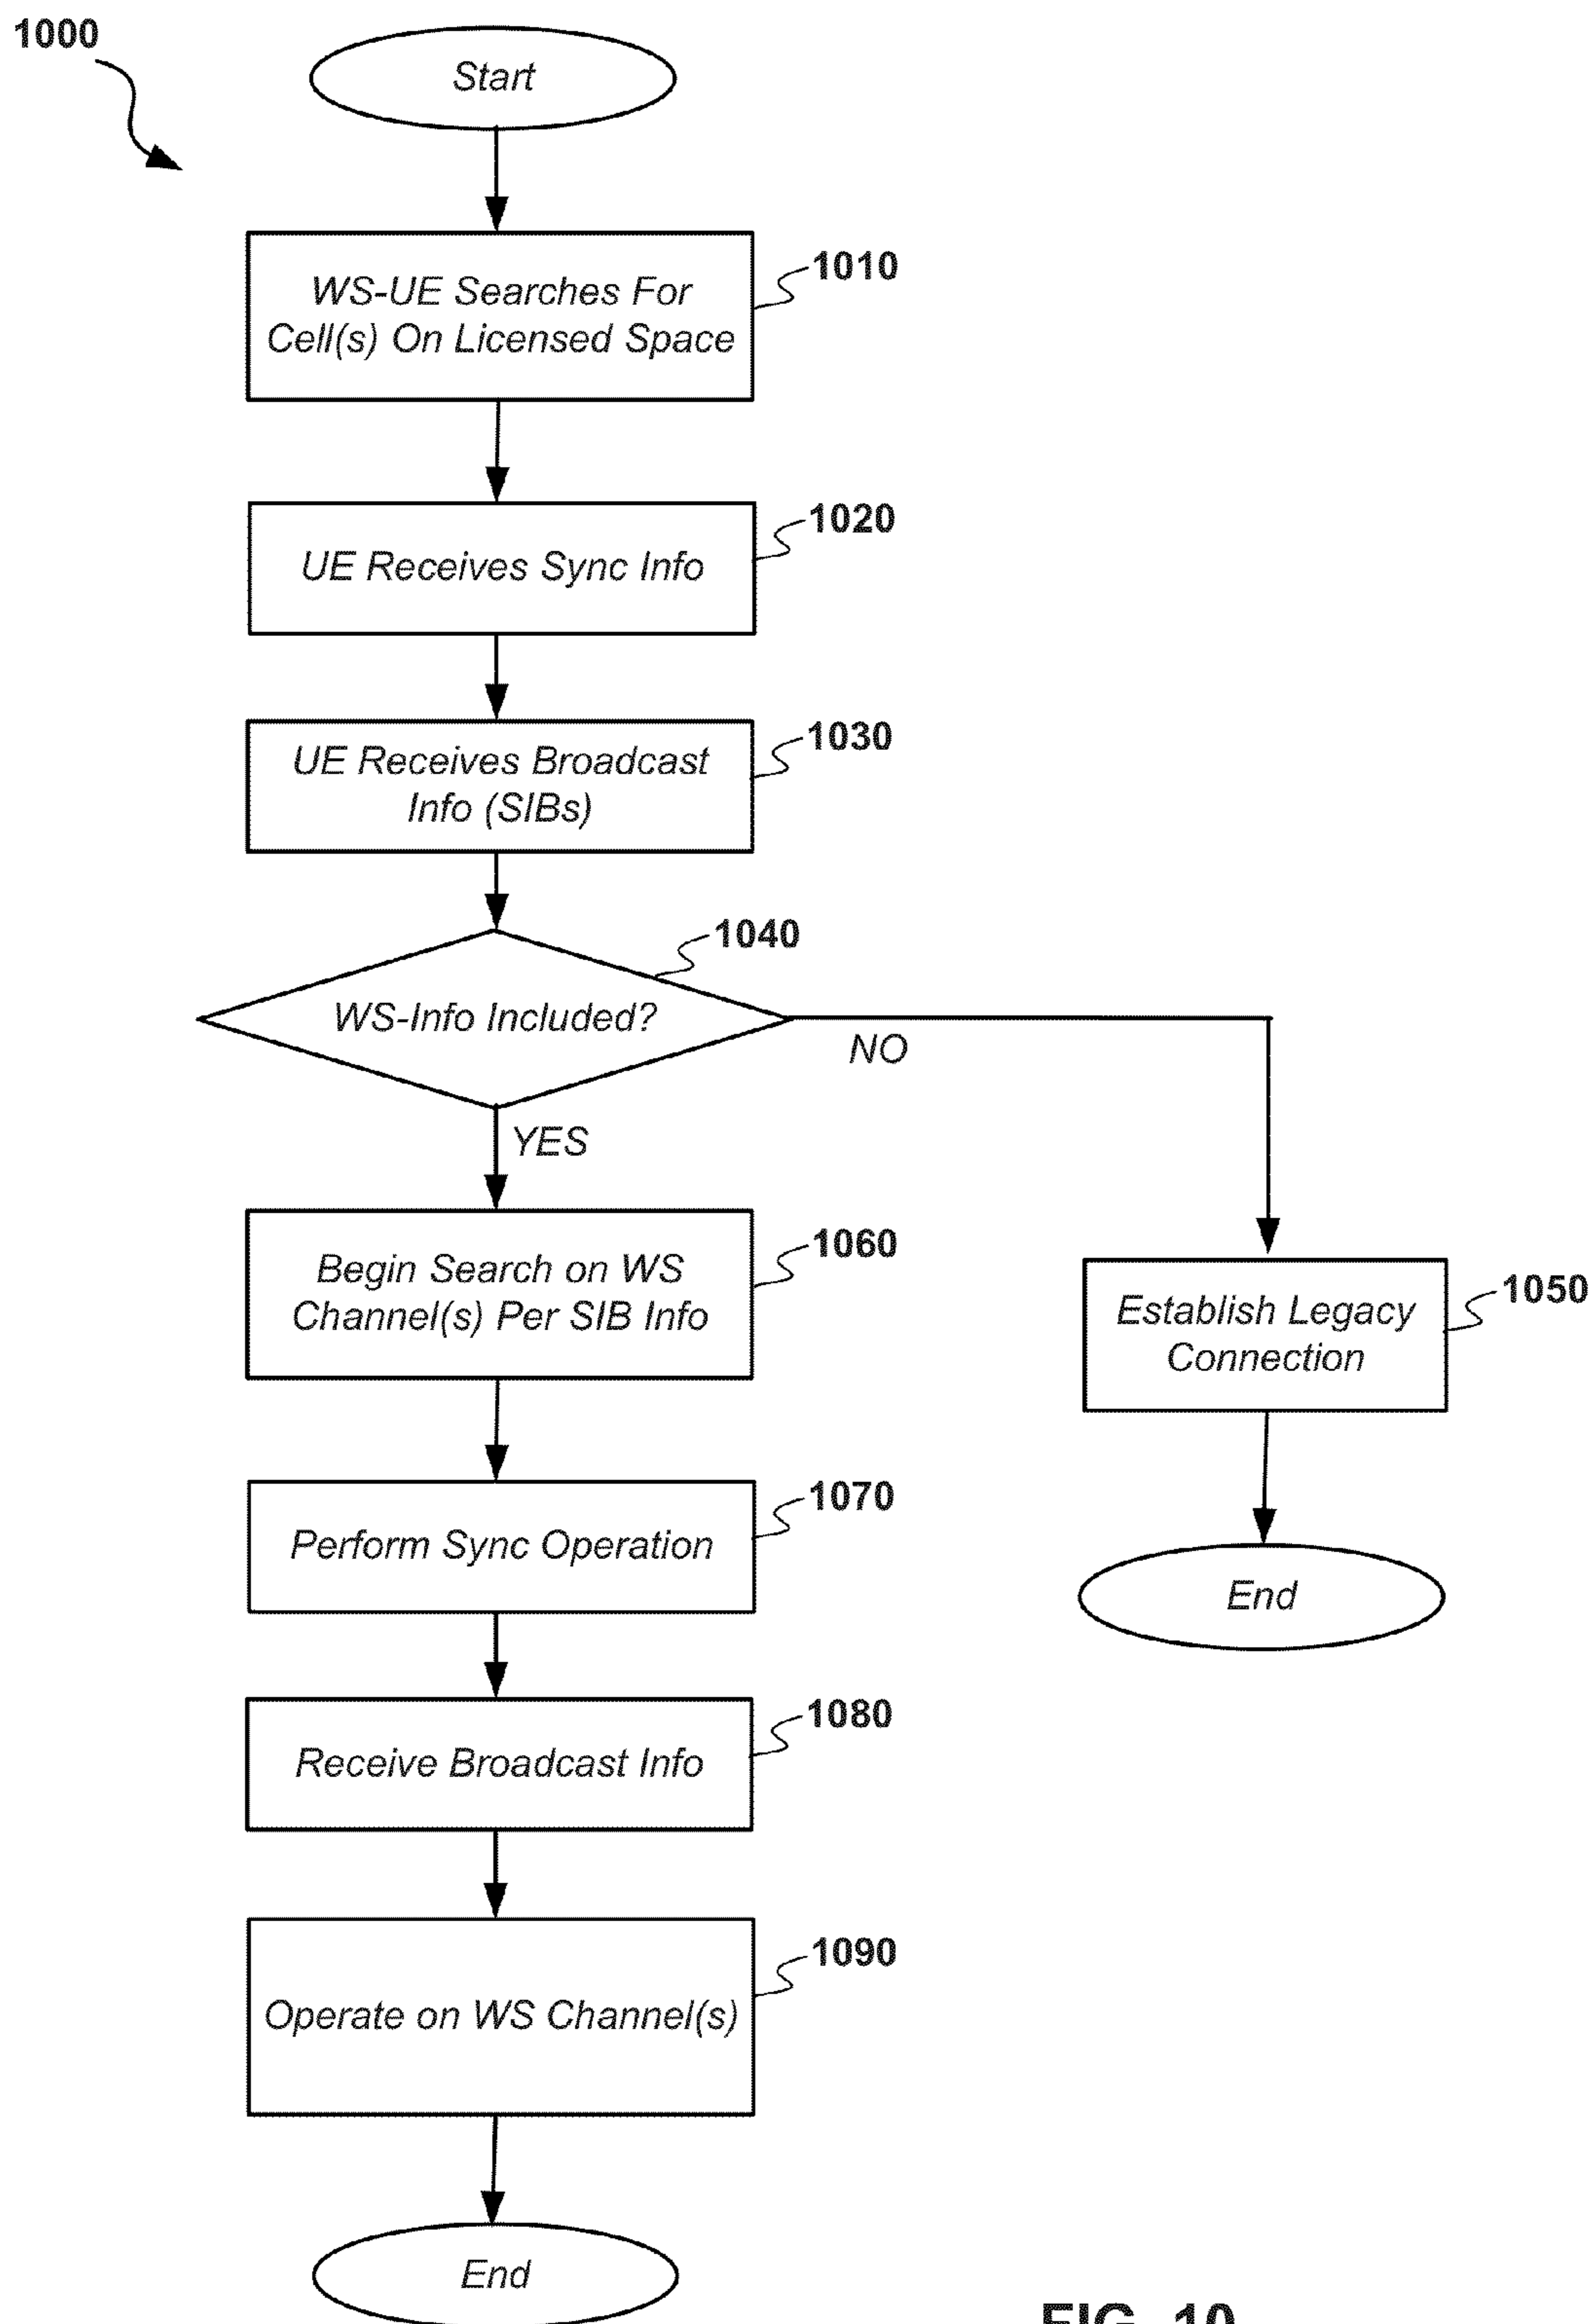 1000
Start
WS-UE Searches For
Cell(s) On Licensed Space
1010
UE Receives Sync Info
1020
UE Receives Broadcast
Info (SIBs)
1030
WS-Info Included?
1040
NO
YES
Begin Search on WS
Channel(s) Per SIB Info
1060
Establish Legacy
Connection
1050
Perform Sync Operation
1070
End
Receive Broadcast Info
1080
Operate on WS Channel(s)
1090
End
FIG. 10